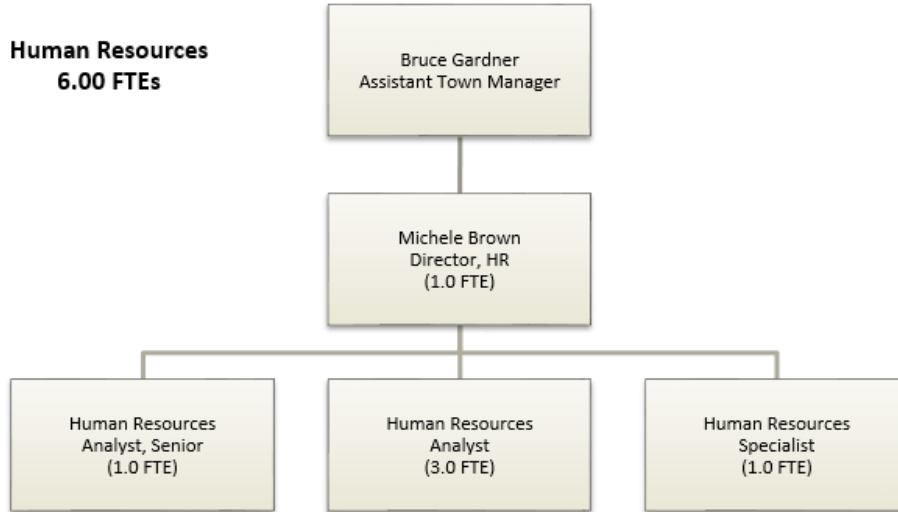 Human Resources
6.00 FTEs
Bruce Gardner
Assistant Town Manager
Michele Brown
Director, HR
(1.0 FTE)
Human Resources
Analyst, Senior
(1.0 FTE)
Human Resources
Analyst
(3.0 FTE)
Human Resources
Specialist
(1.0 FTE)